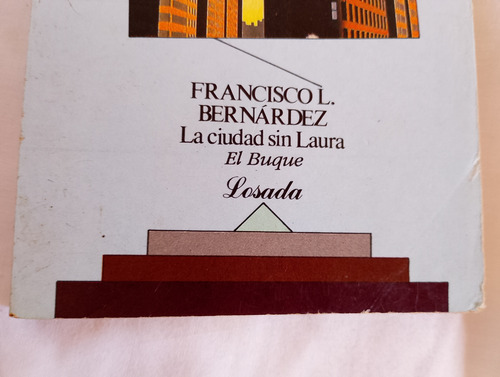 FRANCISCO L.
BERNÁRDEZ
La ciudad sin Laura
El Buque
Losada